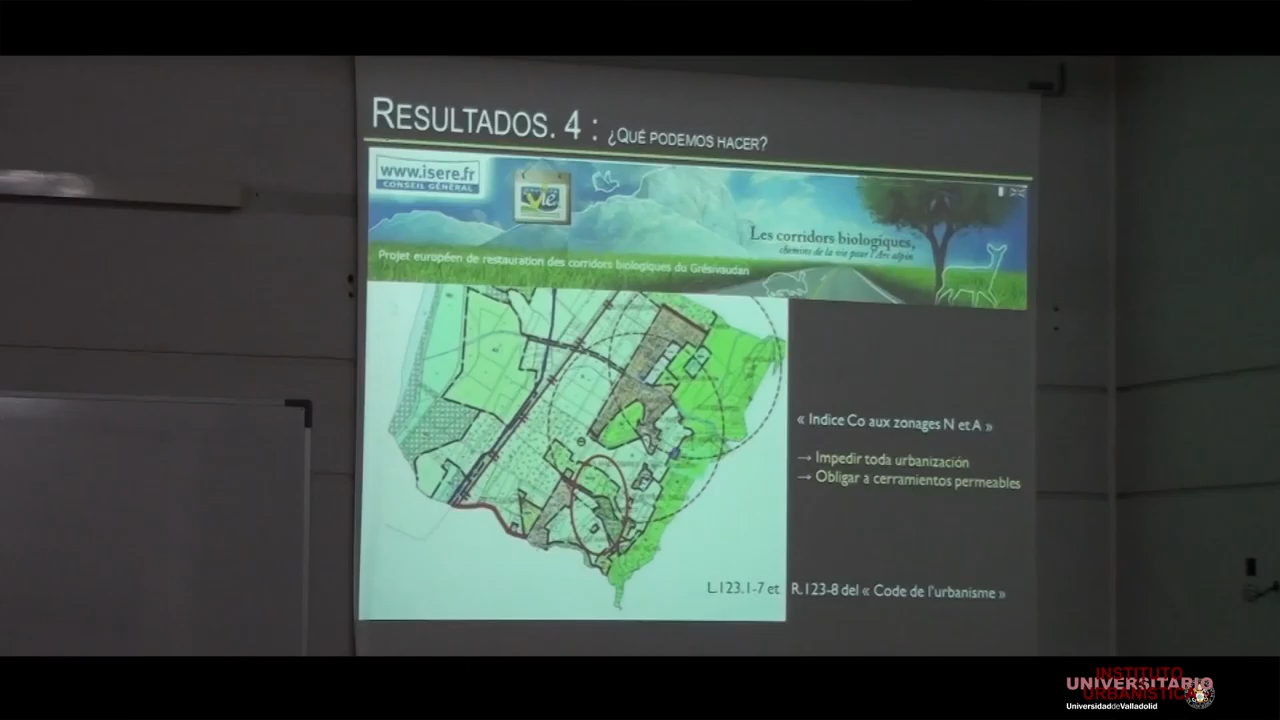 RESULTADOS. 4 : ¿QUÉ PODEMOS HACER?
www.isere.fr
CONSEIL GÉNÉRAL
Vié
Les corridors biologiques,
chemins de la vie pour l'Arc alpin
Projet européen de restauration des corridors biologiques du Grésivaudan
« Indice Co aux zonages N et A »
→ Impedir toda urbanización
→ Obligar a cerramientos permeables
L.123.1-7 et R.123-8 del « Code de l'urbanisme »
INSTITUTO
UNIVERSITARIO
URBANÍSTICA
UniversidaddeValladolid